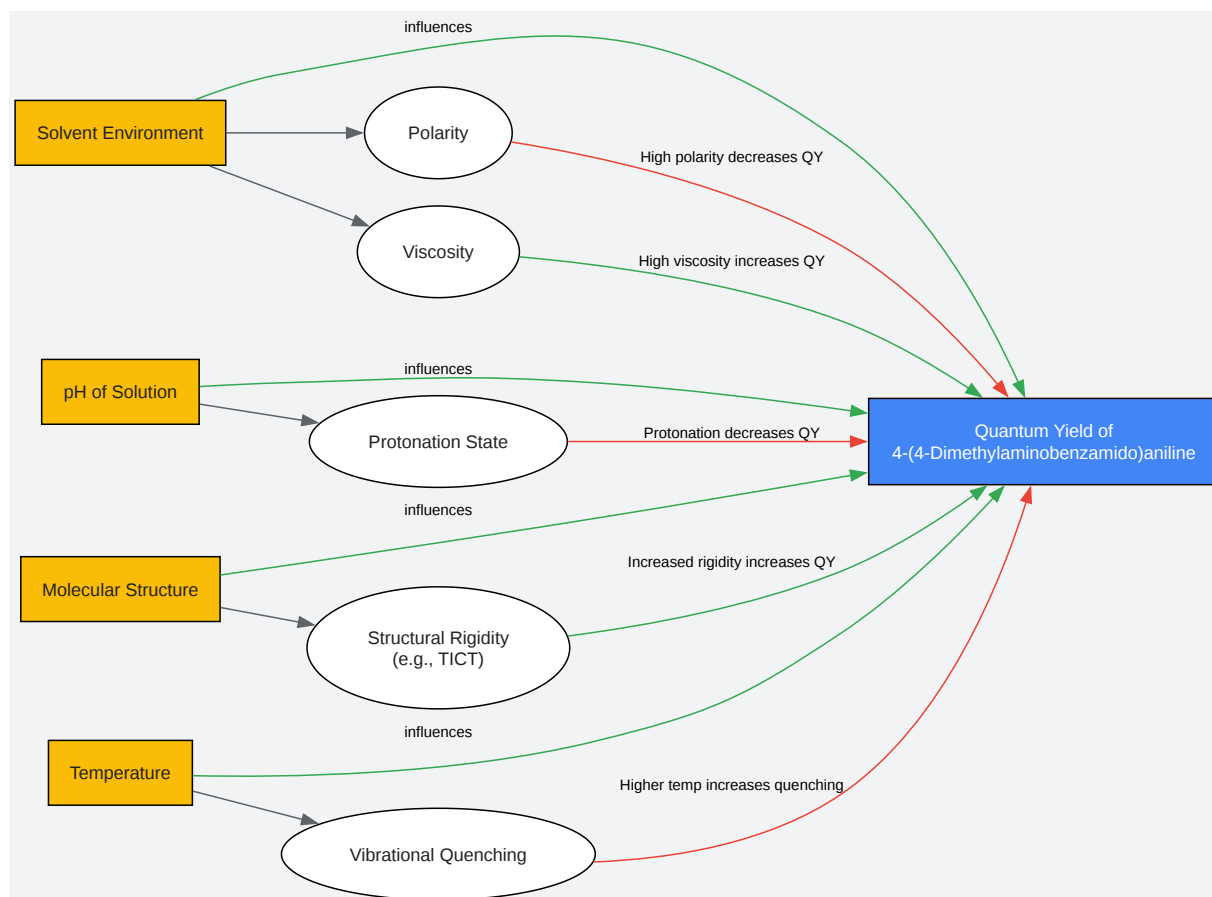 influences
Solvent Environment
Polarity
High polarity decreases QY
Viscosity
High viscosity increases QY
pH of Solution
influences
Protonation State
Protonation decreases QY
Quantum Yield of
4-(4-Dimethylaminobenzamido)aniline
influences
Molecular Structure
Increased rigidity increases QY
Structural Rigidity
(e.g., TICT)
influences
Temperature
Higher temp increases quenching
Vibrational Quenching